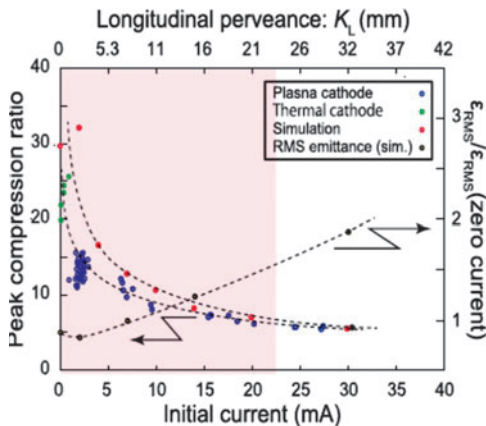 Longitudinal perveance: K_L (mm)
0 2 5.3 11 16 21 26 32 37 42
40
30
20
10
0
Peak compression ratio
Plasna cathode
Thermal cathode
Simulation
RMS emittance (sim.)
3
2
1
ε_RMS/ε_RMS (zero current)
0 5 10 15 20 25 30 35 40
Initial current (mA)